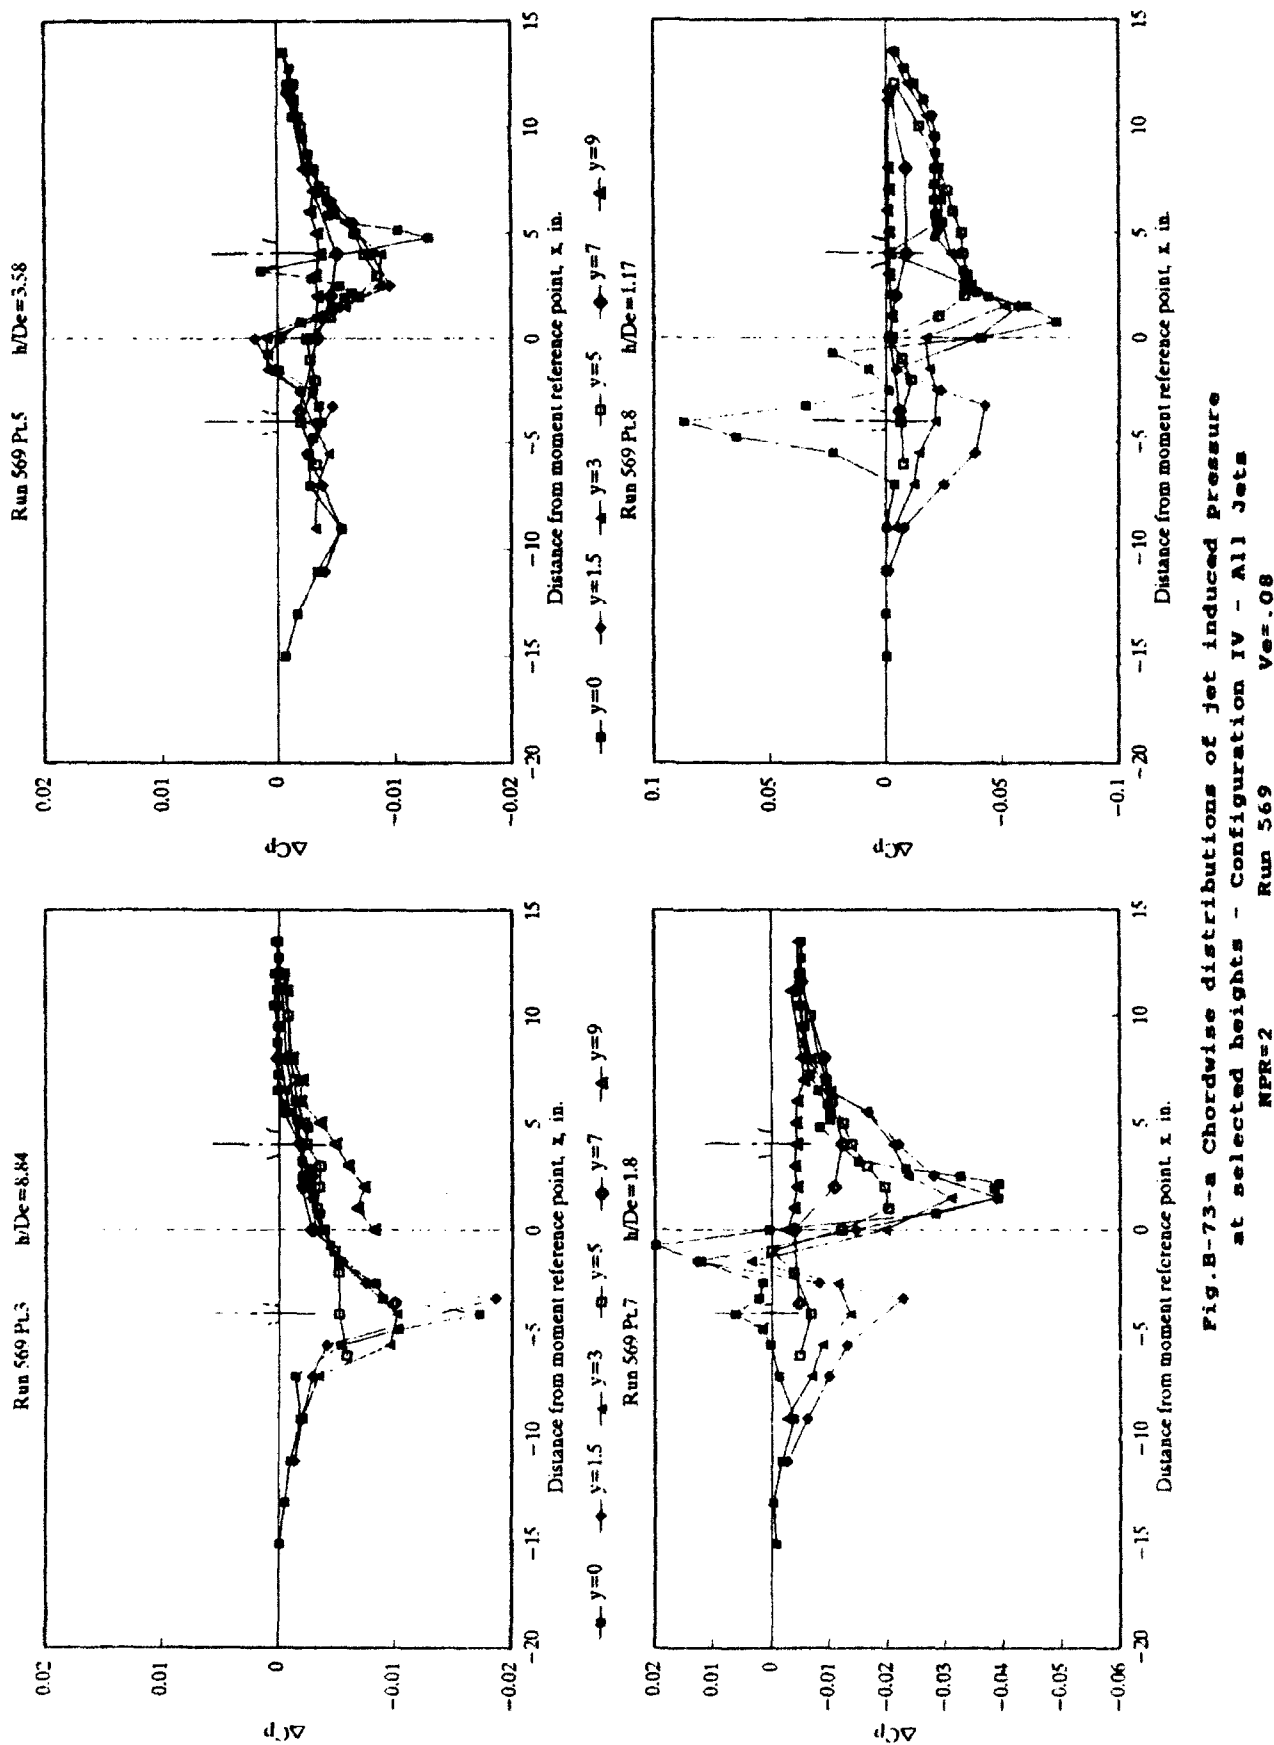 Run 569 Pt.3 h/De=8.84
0.02
0.01
0
-0.01
-0.02
ΔCp
-20 -15 -10 -5 0 5 10 15
Distance from moment reference point, x, in.
Run 569 Pt.5 h/De=3.58
0.02
0.01
0
-0.01
-0.02
ΔCp
-20 -15 -10 -5 0 5 10 15
Distance from moment reference point, x, in.
y=0 y=1.5 y=3 y=5 y=7 y=9
y=0 y=1.5 y=3 y=5 y=7 y=9
Run 569 Pt.7 h/De=1.8
0.02
0.01
0
-0.01
-0.02
-0.03
-0.04
-0.05
-0.06
ΔCp
-20 -15 -10 -5 0 5 10 15
Distance from moment reference point, x, in.
Run 569 Pt.8 h/De=1.17
0.1
0.05
0
-0.05
-0.1
ΔCp
-20 -15 -10 -5 0 5 10 15
Distance from moment reference point, x, in.
Fig.B-73-a Chordwise distributions of jet induced pressure
at selected heights - Configuration IV - All Jets
NPR=2 Run 569 Ve=.08